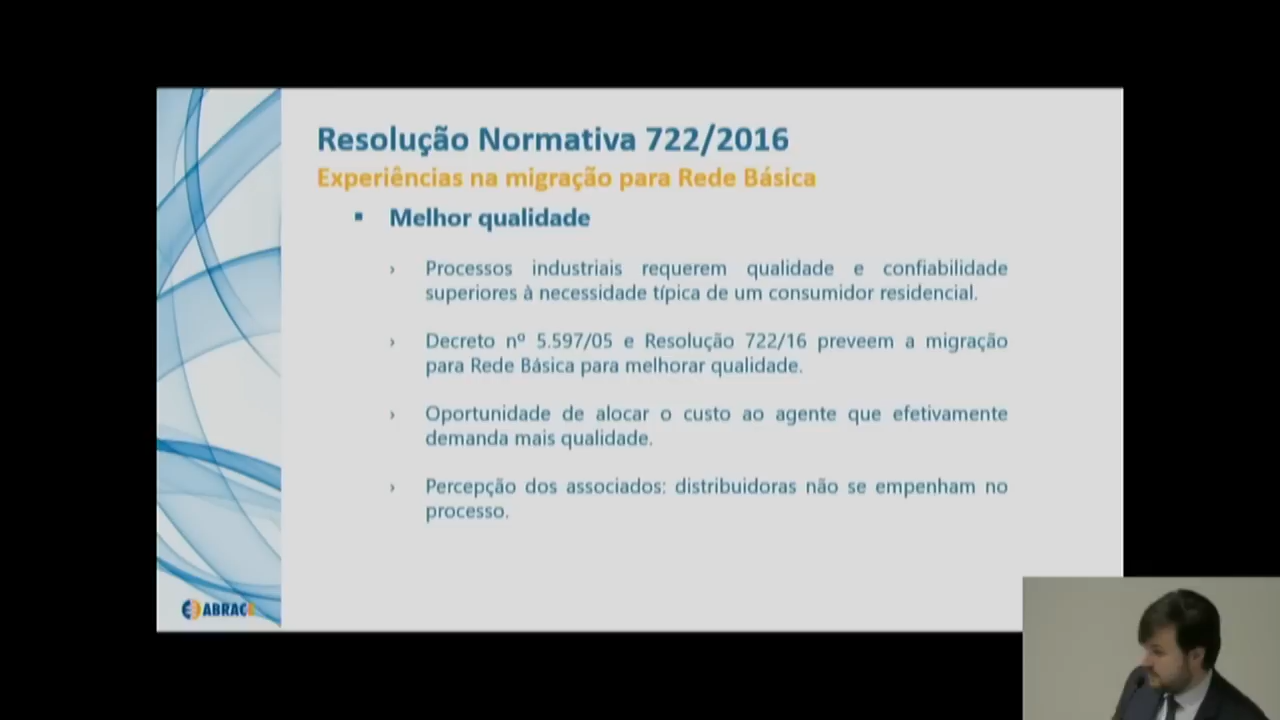 Resolução Normativa 722/2016
Experiências na migração para Rede Básica
▪ Melhor qualidade
› Processos industriais requerem qualidade e confiabilidade
superiores à necessidade típica de um consumidor residencial.
› Decreto nº 5.597/05 e Resolução 722/16 preveem a migração
para Rede Básica para melhorar qualidade.
› Oportunidade de alocar o custo ao agente que efetivamente
demanda mais qualidade.
› Percepção dos associados: distribuidoras não se empenham no
processo.
ABRACE